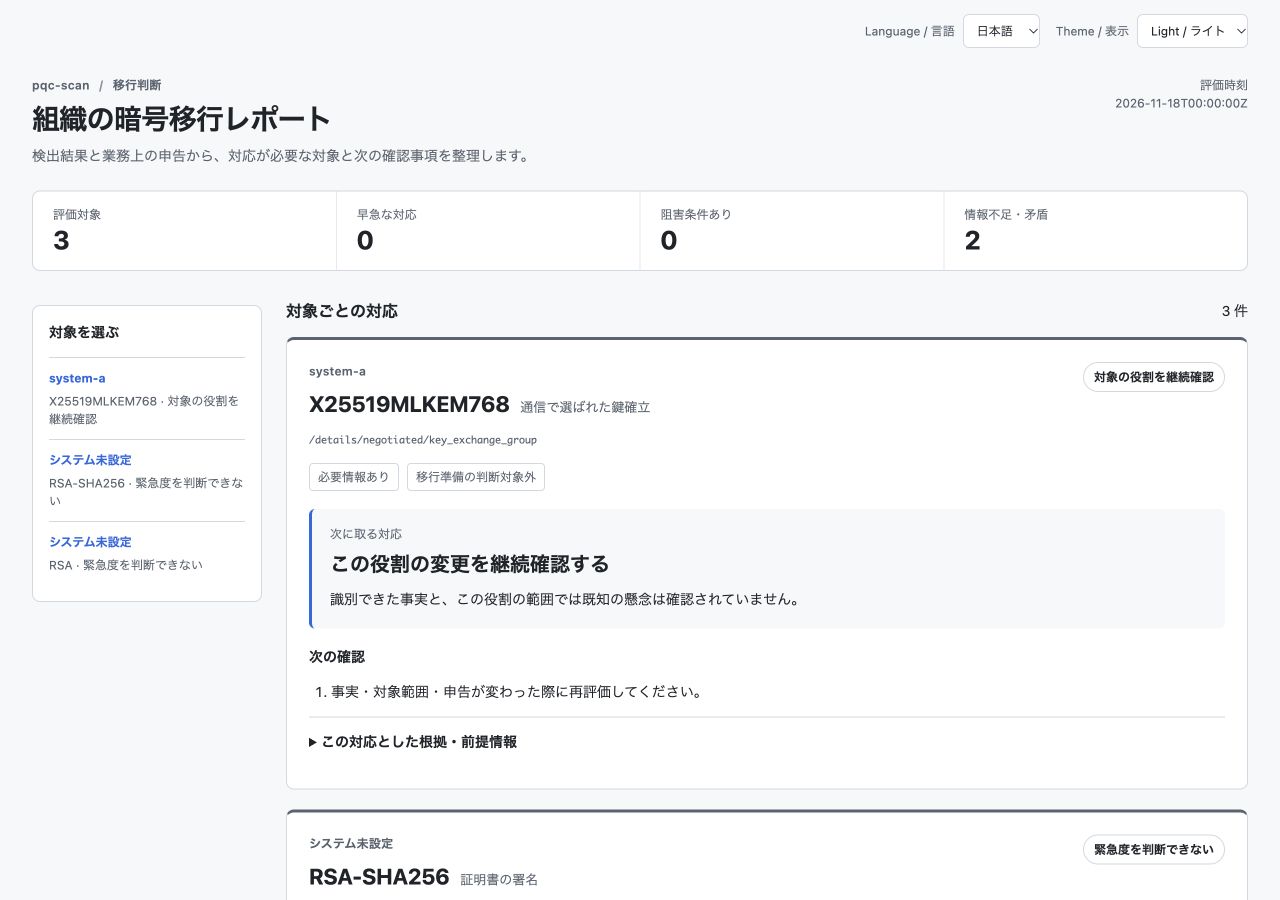 Language / 言語 日本語 Theme / 表示 Light / ライト
pqc-scan / 移行判断
評価時刻
組織の暗号移行レポート
2026-11-18T00:00:00Z
検出結果と業務上の申告から、対応が必要な対象と次の確認事項を整理します。
評価対象
3
早急な対応
0
阻害条件あり
0
情報不足・矛盾
2
対象を選ぶ
system-a
X25519MLKEM768 · 対象の役割を
継続確認
システム未設定
RSA-SHA256 · 緊急度を判断できな
い
システム未設定
RSA · 緊急度を判断できない
対象ごとの対応
3 件
system-a
対象の役割を継続確認
X25519MLKEM768 通信で選ばれた鍵確立
/details/negotiated/key_exchange_group
必要情報あり
移行準備の判断対象外
次に取る対応
この役割の変更を継続確認する
識別できた事実と、この役割の範囲では既知の懸念は確認されていません。
次の確認
1. 事実・対象範囲・申告が変わった際に再評価してください。
この対応とした根拠・前提情報
システム未設定
緊急度を判断できない
RSA-SHA256 証明書の署名